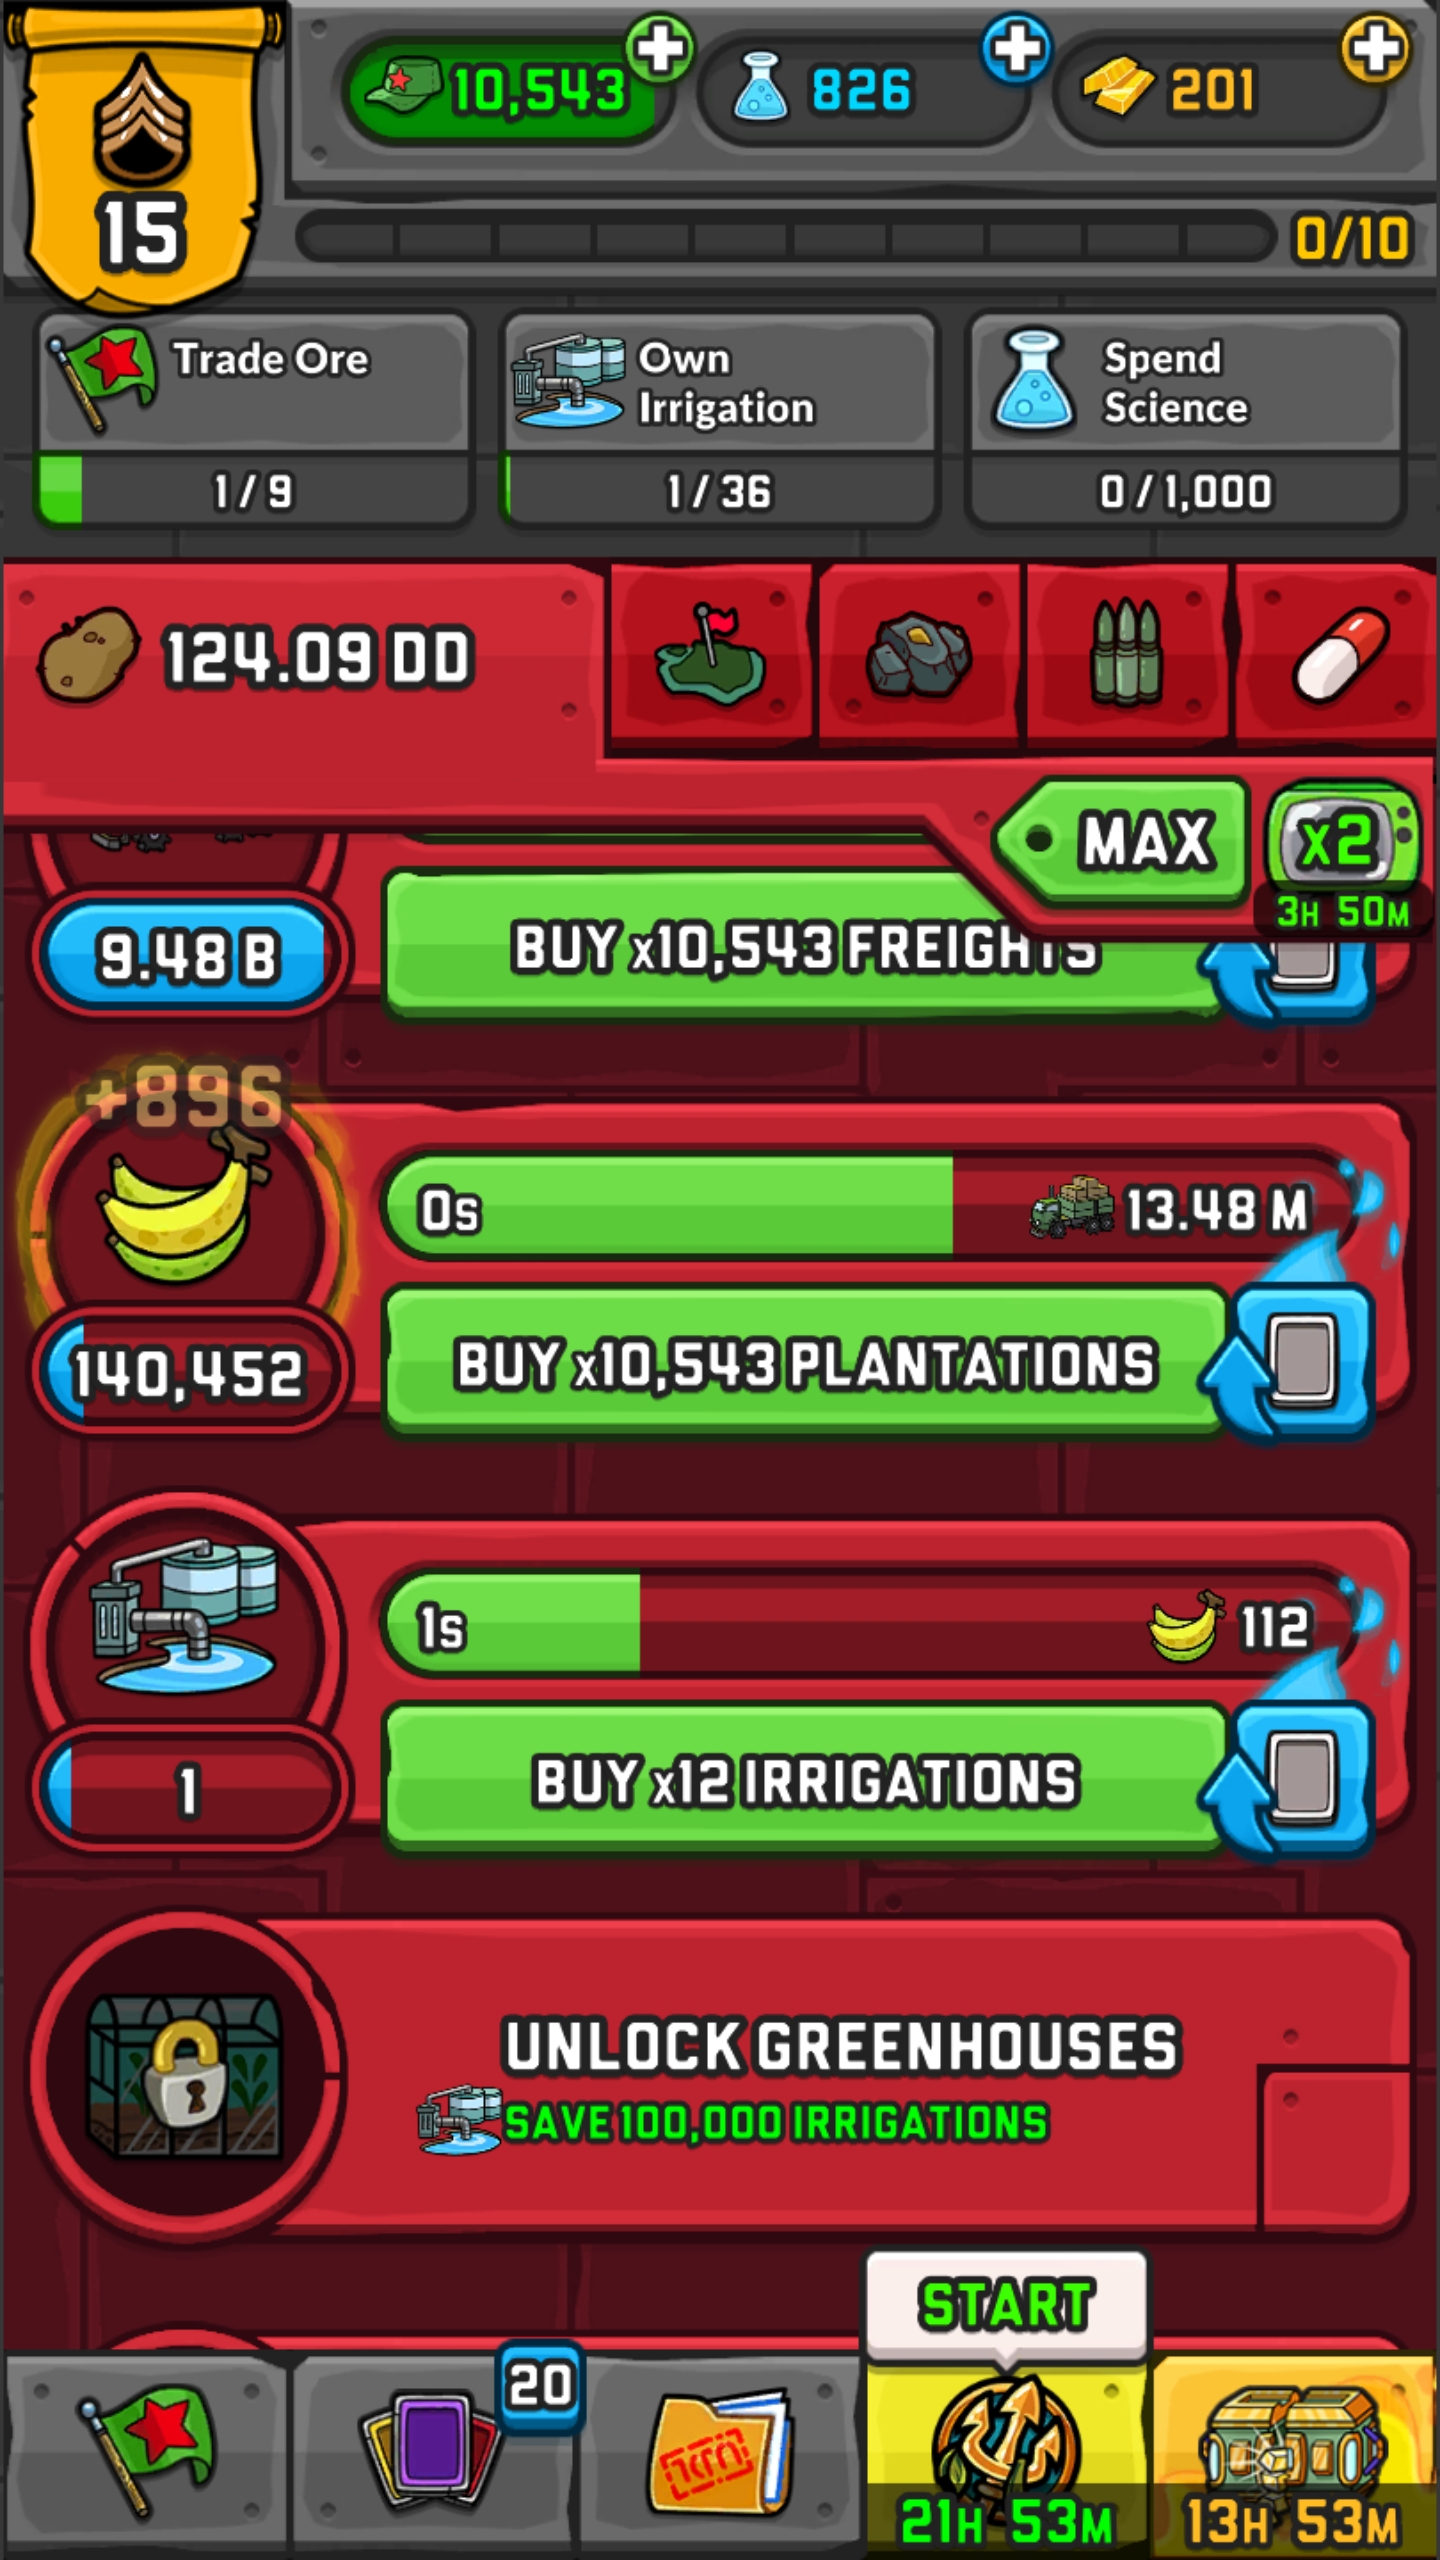 10,543
826
201
15
0/10
Trade Ore
1/9
Own
Irrigation
1/36
Spend
Science
0/1,000
124.09 DD
MAX
x2
3H 50M
9.48 B
BUY x10,543 FREIGHTS
+896
0s
13.48 M
140,452
BUY x10,543 PLANTATIONS
1s
112
1
BUY x12 IRRIGATIONS
UNLOCK GREENHOUSES
SAVE 100,000 IRRIGATIONS
START
20
21H 53M
13H 53M